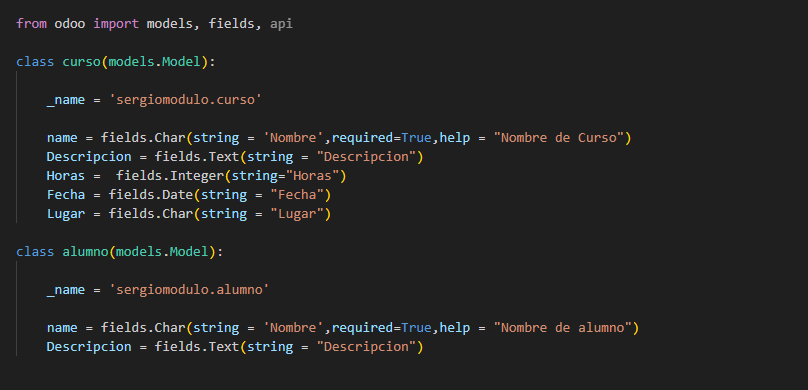 from odoo import models, fields, api
class curso(models.Model):
_name = 'sergiomodulo.curso'
name = fields.Char(string = 'Nombre',required=True,help = "Nombre de Curso")
Descripcion = fields.Text(string = "Descripcion")
Horas =  fields.Integer(string="Horas")
Fecha = fields.Date(string = "Fecha")
Lugar = fields.Char(string = "Lugar")
class alumno(models.Model):
_name = 'sergiomodulo.alumno'
name = fields.Char(string = 'Nombre',required=True,help = "Nombre de alumno")
Descripcion = fields.Text(string = "Descripcion")